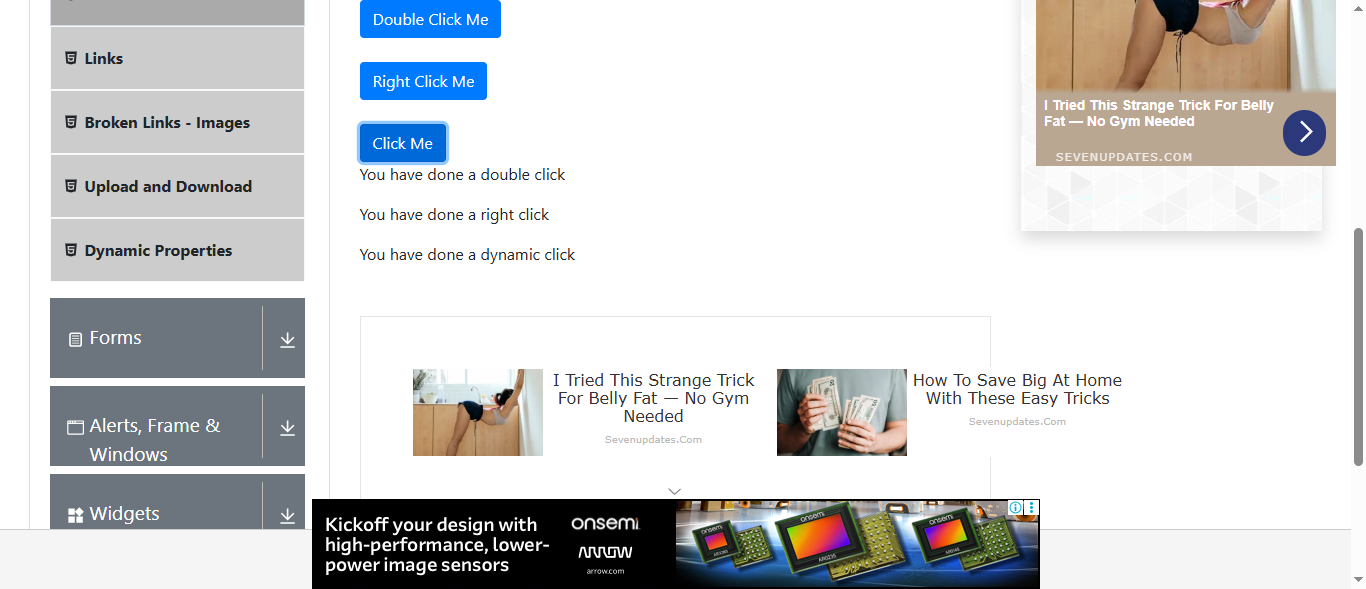 Links
Broken Links - Images
Upload and Download
Dynamic Properties
Forms
Alerts, Frame &
Windows
Widgets
Double Click Me
Right Click Me
Click Me
You have done a double click
You have done a right click
You have done a dynamic click
I Tried This Strange Trick
For Belly Fat — No Gym
Needed
Sevenupdates.Com
How To Save Big At Home
With These Easy Tricks
Sevenupdates.Com
I Tried This Strange Trick For Belly
Fat — No Gym Needed
SEVENUPDATES.COM
Kickoff your design with
high-performance, lower-
power image sensors
onsemi
ARROW
arrow.com
onsemi
onsemi
onsemi